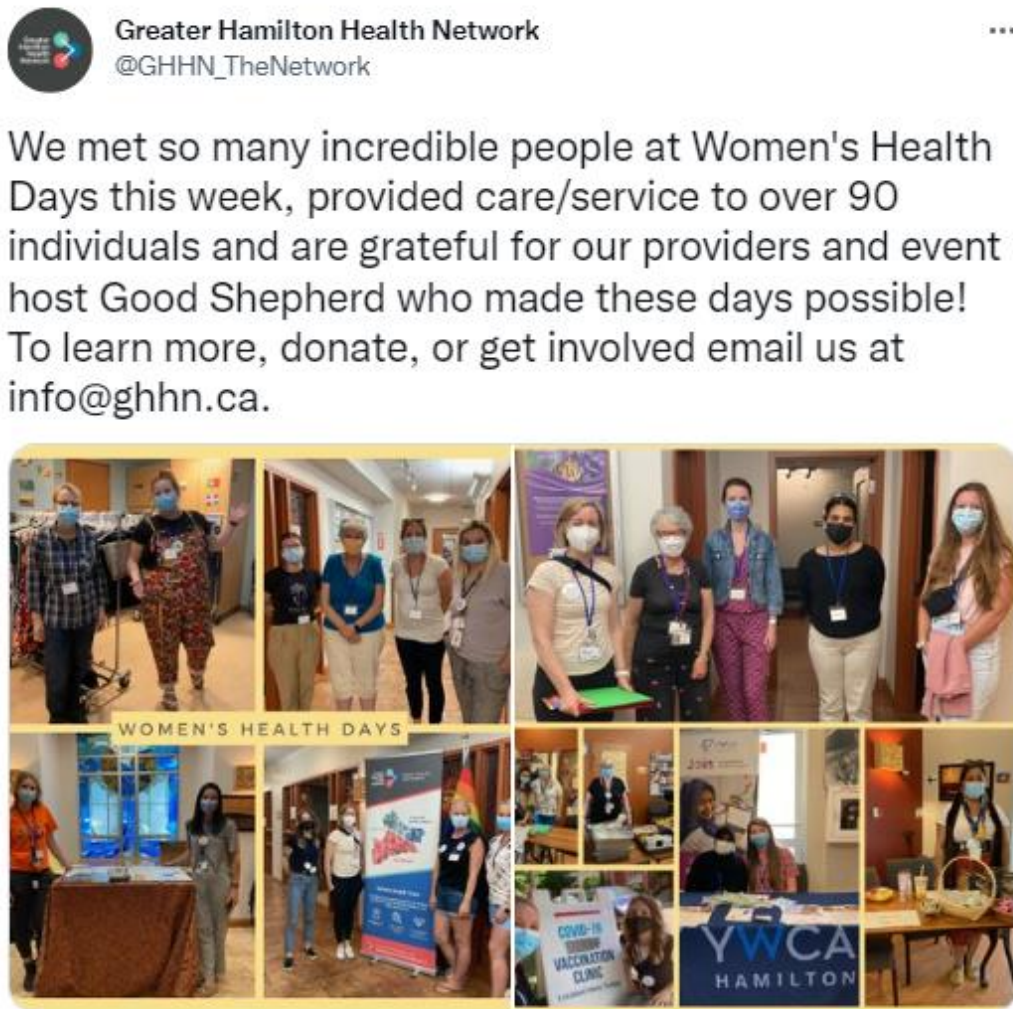 Greater Hamilton Health Network
@GHHN_TheNetwork
We met so many incredible people at Women's Health
Days this week, provided care/service to over 90
individuals and are grateful for our providers and event
host Good Shepherd who made these days possible!
To learn more, donate, or get involved email us at
info@ghhn.ca.
WOMEN'S HEALTH DAYS
COVID-19
VACCINATION
CLINIC
YWCA
HAMILTON